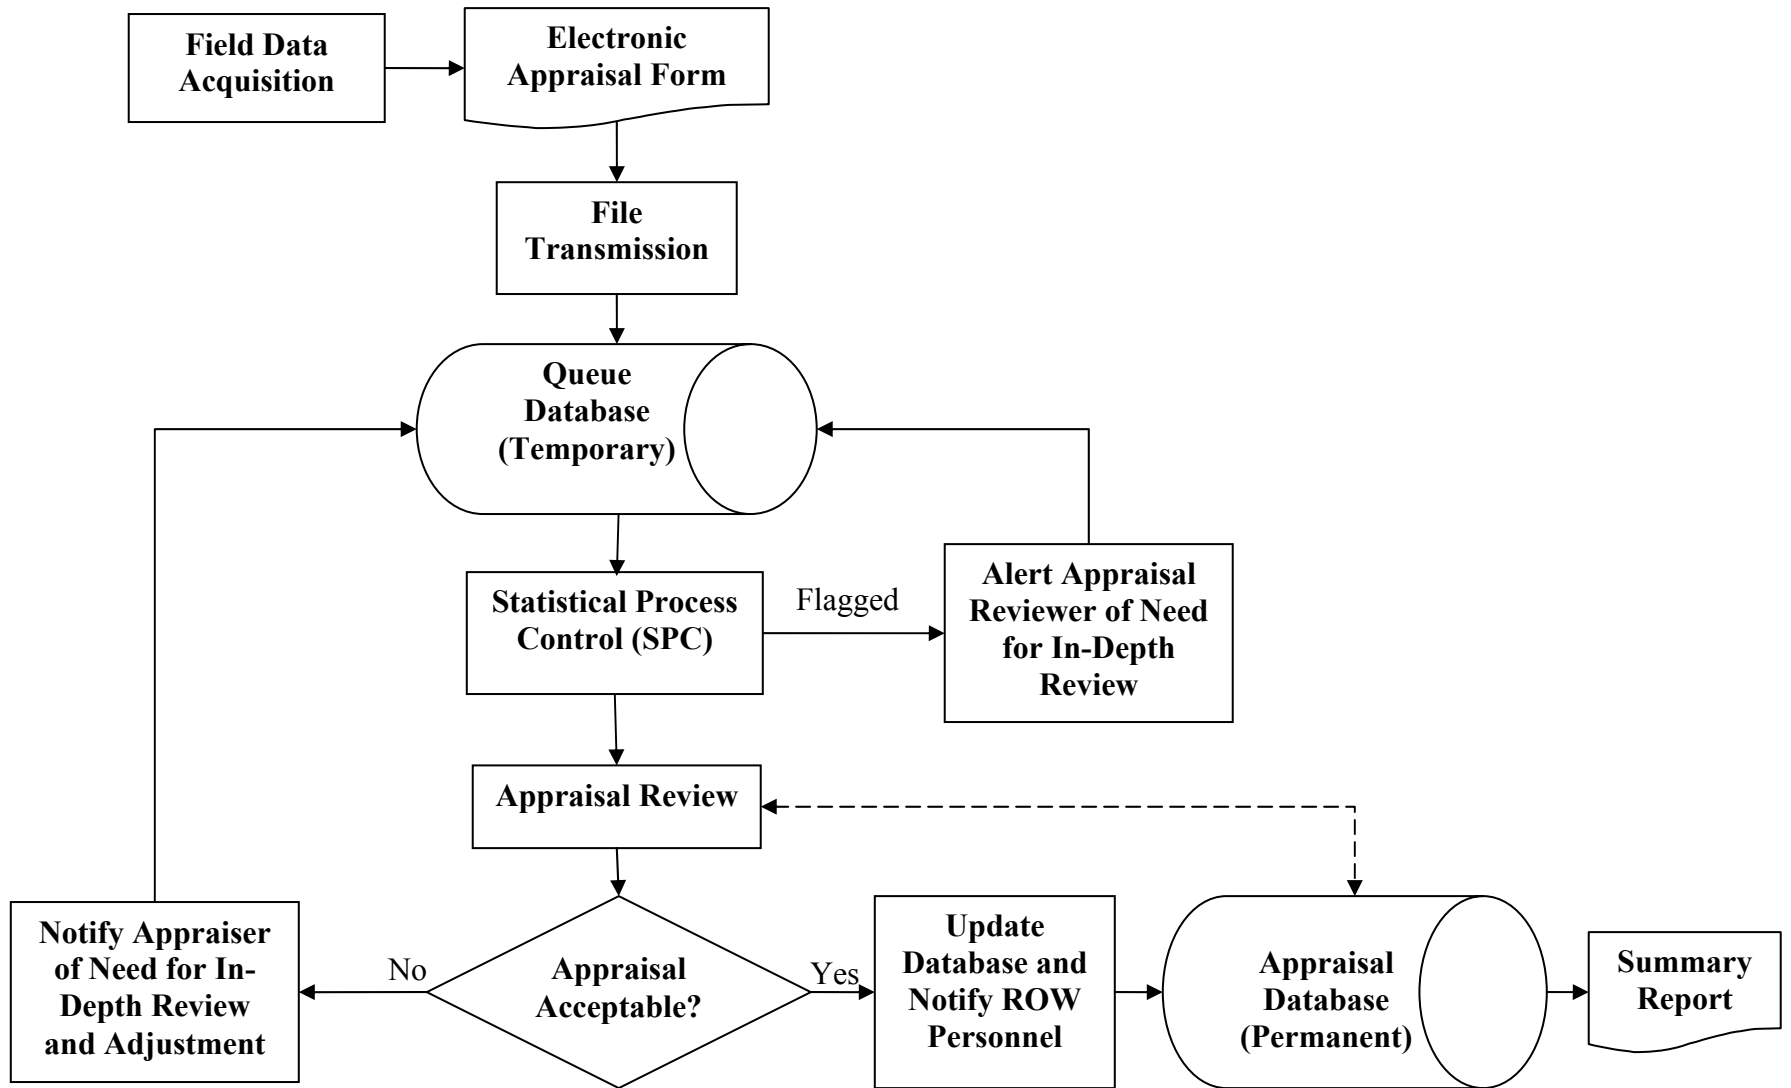 Field Data
Acquisition
Electronic
Appraisal Form
File
Transmission
Queue
Database
(Temporary)
Statistical Process
Control (SPC)
Flagged
Alert Appraisal
Reviewer of Need
for In-Depth
Review
Appraisal Review
Notify Appraiser
of Need for In-
Depth Review
and Adjustment
No
Appraisal
Acceptable?
Yes
Update
Database and
Notify ROW
Personnel
Appraisal
Database
(Permanent)
Summary
Report